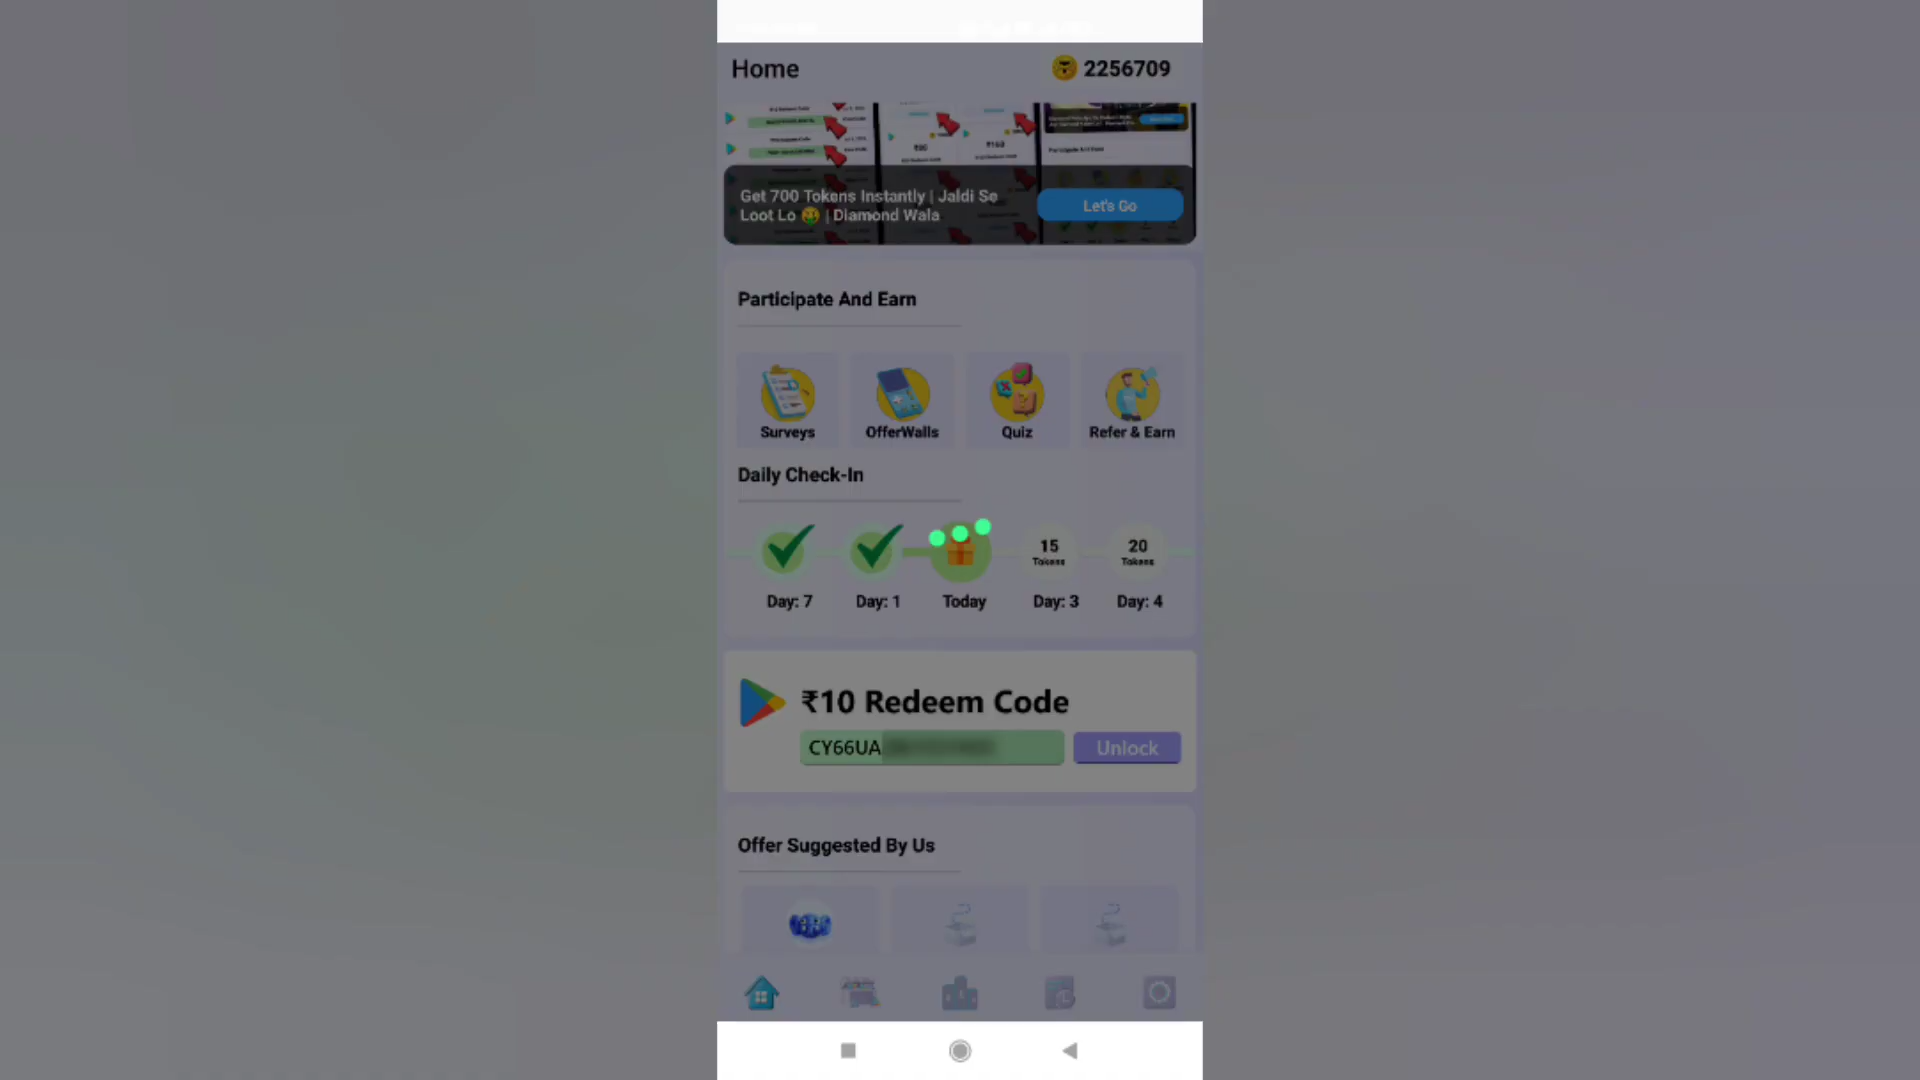 Home
2256709
Get 700 Tokens Instantly | Jaldi Se
Loot Lo 🤑 | Diamond Wala
Let's Go
Participate And Earn
Surveys
OfferWalls
Quiz
Refer & Earn
Daily Check-In
15
Tokens
20
Tokens
Day: 7
Day: 1
Today
Day: 3
Day: 4
₹10 Redeem Code
CY66UA
Unlock
Offer Suggested By Us